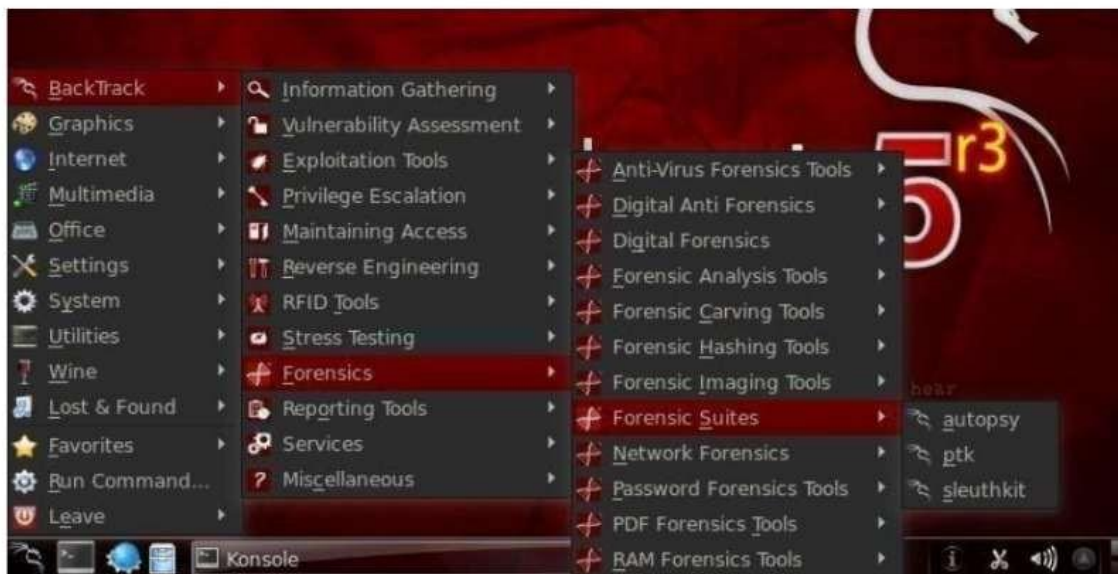 BackTrack
Graphics
Internet
Multimedia
Office
Settings
System
Utilities
Wine
Lost & Found
Favorites
Run Command...
Leave
Information Gathering
Vulnerability Assessment
Exploitation Tools
Privilege Escalation
Maintaining Access
Reverse Engineering
RFID Tools
Stress Testing
Forensics
Reporting Tools
Services
Miscellaneous
Anti-Virus Forensics Tools
Digital Anti Forensics
Digital Forensics
Forensic Analysis Tools
Forensic Carving Tools
Forensic Hashing Tools
Forensic Imaging Tools
Forensic Suites
Network Forensics
Password Forensics Tools
PDF Forensics Tools
RAM Forensics Tools
autopsy
ptk
sleuthkit
5 r3
hear
Konsole